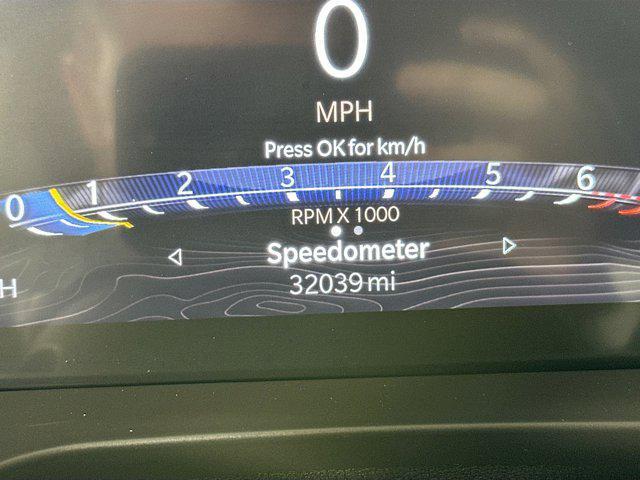 0
MPH
Press OK for km/h
0 1 2 3 4 5 6
RPM X 1000
Speedometer
H
32039 mi